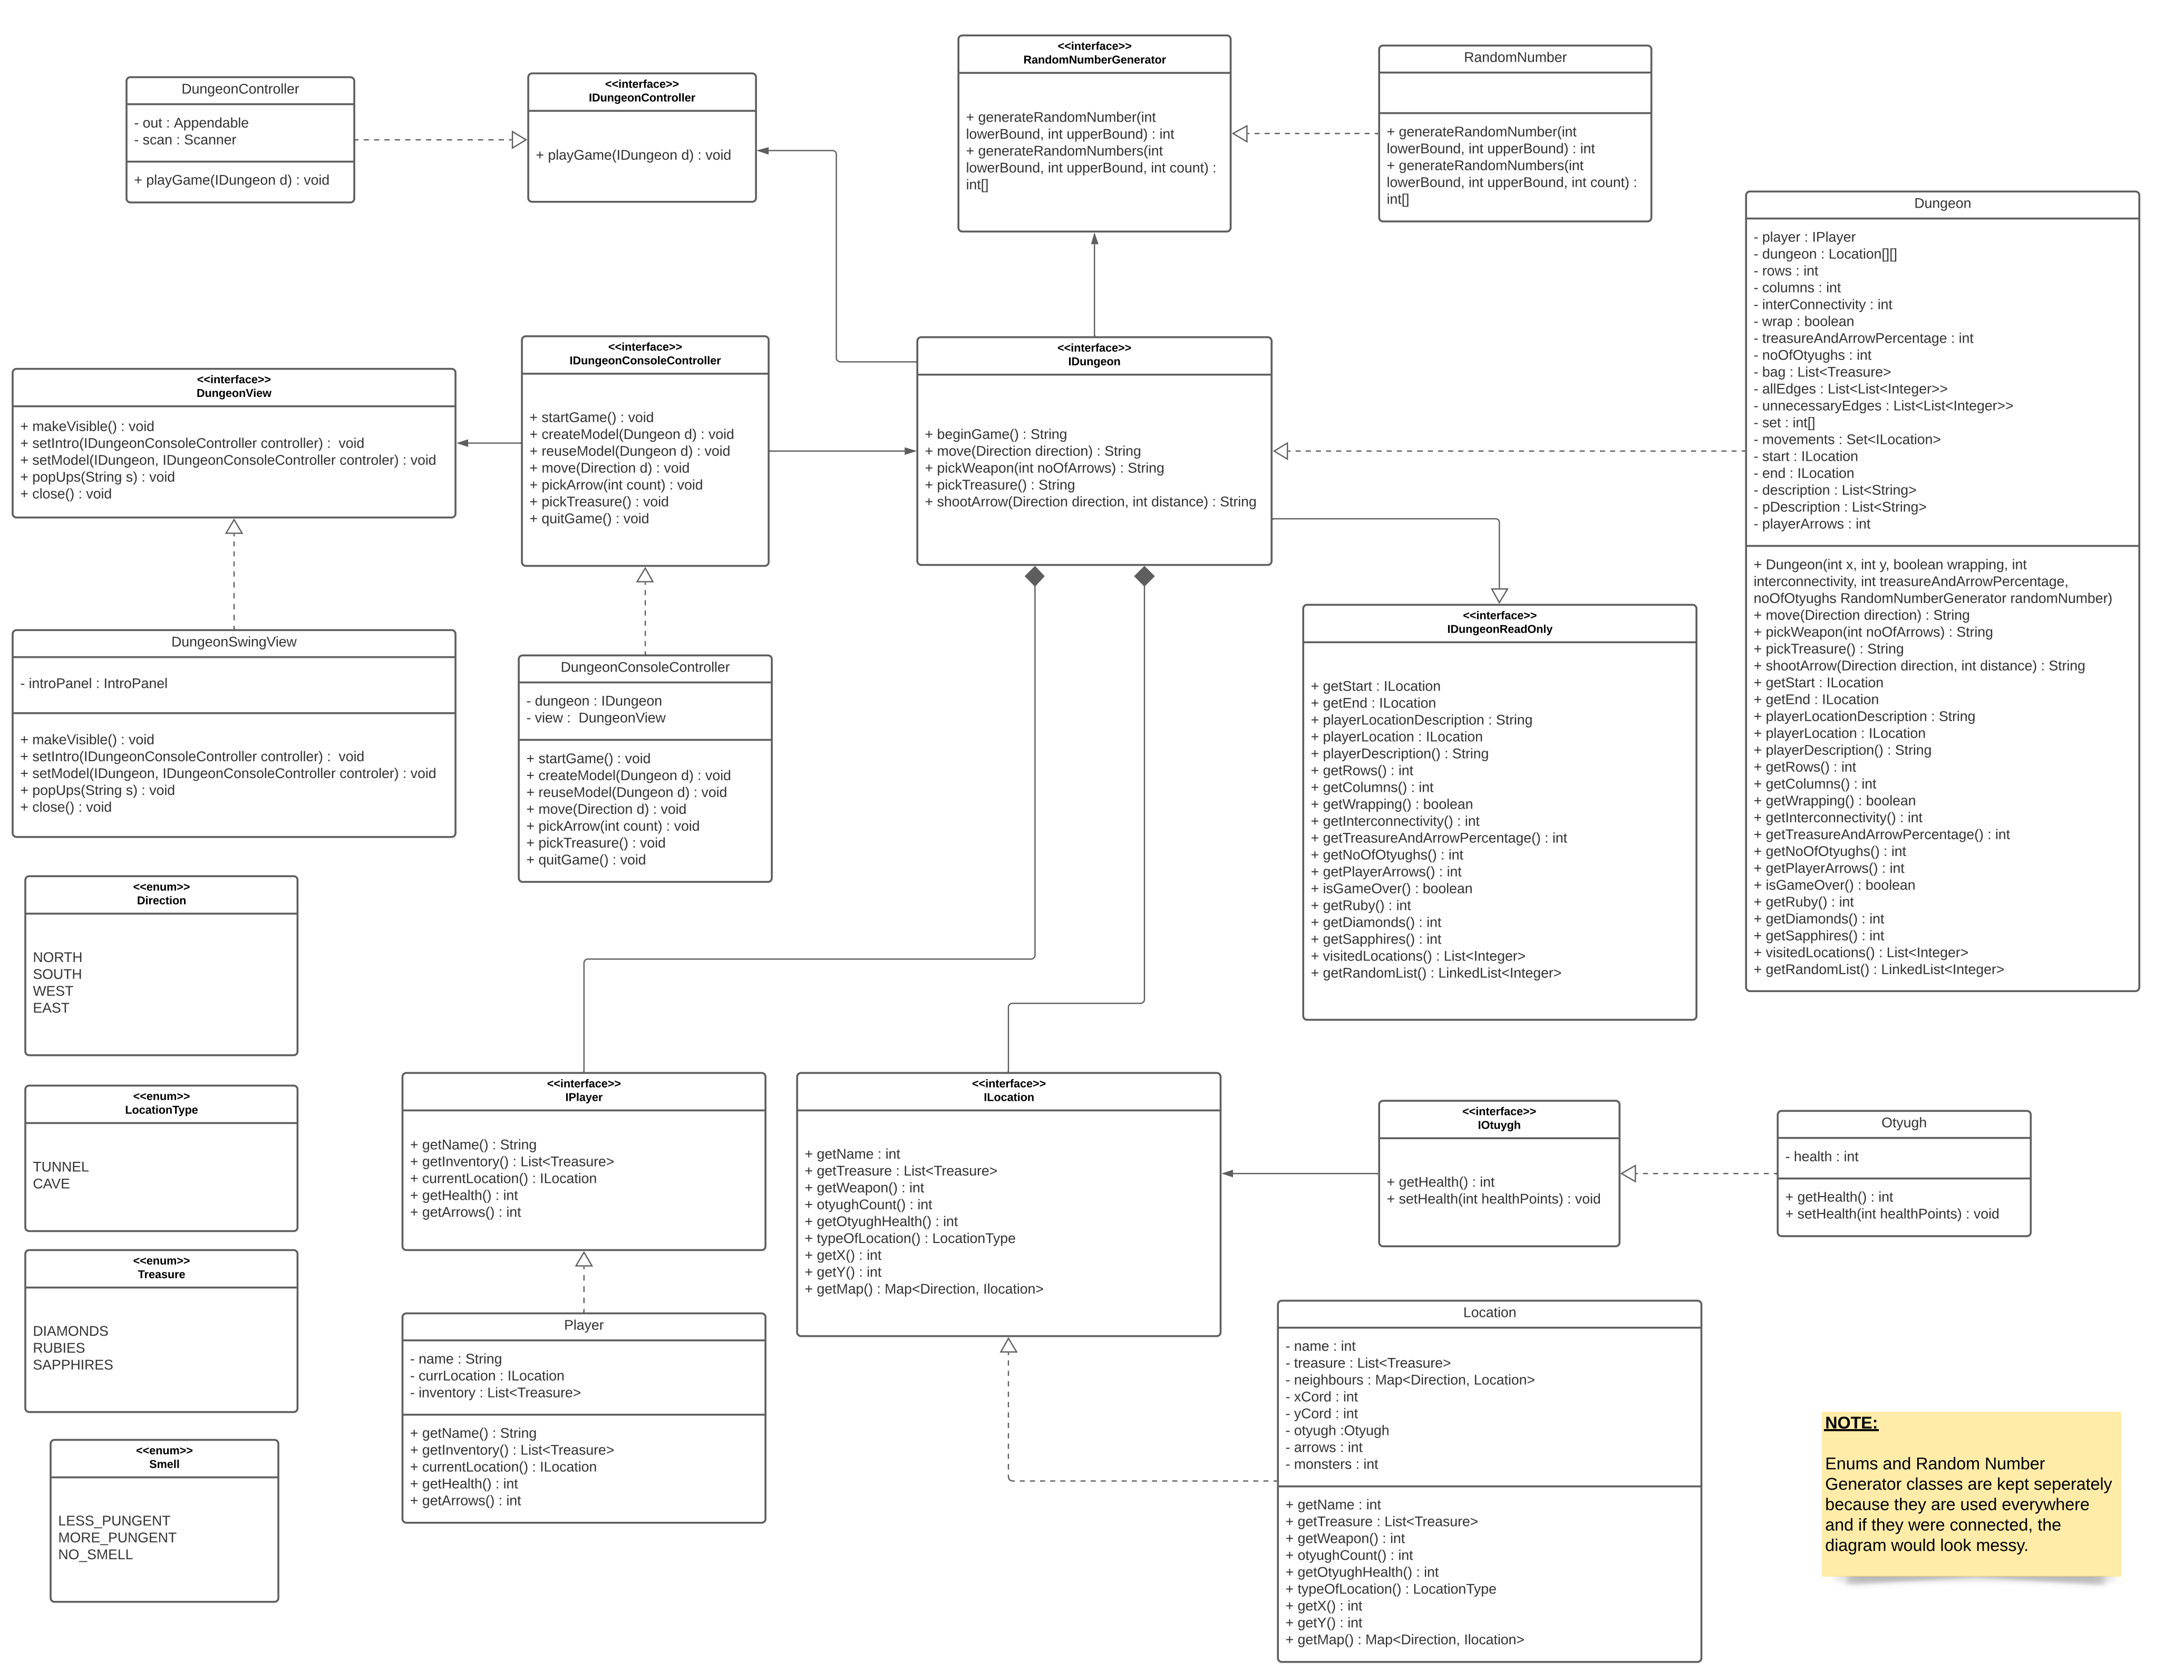 DungeonController
- out : Appendable
- scan : Scanner
+ playGame(IDungeon d) : void
<<interface>>
IDungeonController
+ playGame(IDungeon d) : void
<<interface>>
RandomNumberGenerator
+ generateRandomNumber(int
lowerBound, int upperBound) : int
+ generateRandomNumbers(int
lowerBound, int upperBound, int count) :
int[]
RandomNumber
+ generateRandomNumber(int
lowerBound, int upperBound) : int
+ generateRandomNumbers(int
lowerBound, int upperBound, int count) :
int[]
Dungeon
- player : IPlayer
- dungeon : Location[][]
- rows : int
- columns : int
- interConnectivity : int
- wrap : boolean
- treasureAndArrowPercentage : int
- noOfOtyughs : int
- bag : List<Treasure>
- allEdges : List<List<Integer>>
- unnecessaryEdges : List<List<Integer>>
- set : int[]
- movements : Set<ILocation>
- start : ILocation
- end : ILocation
- description : List<String>
- pDescription : List<String>
- playerArrows : int
+ Dungeon(int x, int y, boolean wrapping, int
interconnectivity, int treasureAndArrowPercentage,
noOfOtyughs RandomNumberGenerator randomNumber)
+ move(Direction direction) : String
+ pickWeapon(int noOfArrows) : String
+ pickTreasure() : String
+ shootArrow(Direction direction, int distance) : String
+ getStart : ILocation
+ getEnd : ILocation
+ playerLocationDescription : String
+ playerLocation : ILocation
+ playerDescription() : String
+ getRows() : int
+ getColumns() : int
+ getWrapping() : boolean
+ getInterconnectivity() : int
+ getTreasureAndArrowPercentage() : int
+ getNoOfOtyughs() : int
+ getPlayerArrows() : int
+ isGameOver() : boolean
+ getRuby() : int
+ getDiamonds() : int
+ getSapphires() : int
+ visitedLocations() : List<Integer>
+ getRandomList() : LinkedList<Integer>
<<interface>>
DungeonView
+ makeVisible() : void
+ setIntro(IDungeonConsoleController controller) :  void
+ setModel(IDungeon, IDungeonConsoleController controler) : void
+ popUps(String s) : void
+ close() : void
<<interface>>
IDungeonConsoleController
+ startGame() : void
+ createModel(Dungeon d) : void
+ reuseModel(Dungeon d) : void
+ move(Direction d) : void
+ pickArrow(int count) : void
+ pickTreasure() : void
+ quitGame() : void
<<interface>>
IDungeon
+ beginGame() : String
+ move(Direction direction) : String
+ pickWeapon(int noOfArrows) : String
+ pickTreasure() : String
+ shootArrow(Direction direction, int distance) : String
<<interface>>
IDungeonReadOnly
+ getStart : ILocation
+ getEnd : ILocation
+ playerLocationDescription : String
+ playerLocation : ILocation
+ playerDescription() : String
+ getRows() : int
+ getColumns() : int
+ getWrapping() : boolean
+ getInterconnectivity() : int
+ getTreasureAndArrowPercentage() : int
+ getNoOfOtyughs() : int
+ getPlayerArrows() : int
+ isGameOver() : boolean
+ getRuby() : int
+ getDiamonds() : int
+ getSapphires() : int
+ visitedLocations() : List<Integer>
+ getRandomList() : LinkedList<Integer>
DungeonSwingView
- introPanel : IntroPanel
+ makeVisible() : void
+ setIntro(IDungeonConsoleController controller) :  void
+ setModel(IDungeon, IDungeonConsoleController controler) : void
+ popUps(String s) : void
+ close() : void
DungeonConsoleController
- dungeon : IDungeon
- view :  DungeonView
+ startGame() : void
+ createModel(Dungeon d) : void
+ reuseModel(Dungeon d) : void
+ move(Direction d) : void
+ pickArrow(int count) : void
+ pickTreasure() : void
+ quitGame() : void
<<enum>>
Direction
NORTH
SOUTH
WEST
EAST
<<enum>>
LocationType
TUNNEL
CAVE
<<enum>>
Treasure
DIAMONDS
RUBIES
SAPPHIRES
<<enum>>
Smell
LESS_PUNGENT
MORE_PUNGENT
NO_SMELL
<<interface>>
IPlayer
+ getName() : String
+ getInventory() : List<Treasure>
+ currentLocation() : ILocation
+ getHealth() : int
+ getArrows() : int
Player
- name : String
- currLocation : ILocation
- inventory : List<Treasure>
+ getName() : String
+ getInventory() : List<Treasure>
+ currentLocation() : ILocation
+ getHealth() : int
+ getArrows() : int
<<interface>>
ILocation
+ getName : int
+ getTreasure : List<Treasure>
+ getWeapon() : int
+ otyughCount() : int
+ getOtyughHealth() : int
+ typeOfLocation() : LocationType
+ getX() : int
+ getY() : int
+ getMap() : Map<Direction, Ilocation>
<<interface>>
IOtuygh
+ getHealth() : int
+ setHealth(int healthPoints) : void
Otyugh
- health : int
+ getHealth() : int
+ setHealth(int healthPoints) : void
Location
- name : int
- treasure : List<Treasure>
- neighbours : Map<Direction, Location>
- xCord : int
- yCord : int
- otyugh :Otyugh
- arrows : int
- monsters : int
+ getName : int
+ getTreasure : List<Treasure>
+ getWeapon() : int
+ otyughCount() : int
+ getOtyughHealth() : int
+ typeOfLocation() : LocationType
+ getX() : int
+ getY() : int
+ getMap() : Map<Direction, Ilocation>
NOTE:
Enums and Random Number
Generator classes are kept seperately
because they are used everywhere
and if they were connected, the
diagram would look messy.